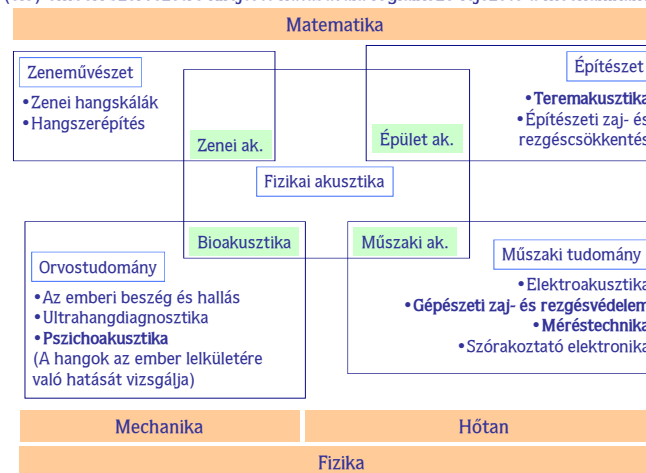 Matematika
Zeneművészet
•Zenei hangskálák
•Hangszerépítés
Zenei ak.
Építészet
•Teremakusztika
•Építészeti zaj- és
rezgéscsökkentés
Épület ak.
Fizikai akusztika
Bioakusztika
Orvostudomány
•Az emberi beszég és hallás
•Ultrahangdiagnosztika
•Pszichoakusztika
(A hangok az ember lelkületére
való hatását vizsgálja)
Műszaki ak.
Műszaki tudomány
•Elektroakusztika
•Gépészeti zaj- és rezgésvédelem
•Méréstechnika
•Szórakoztató elektronika
Mechanika
Hőtan
Fizika